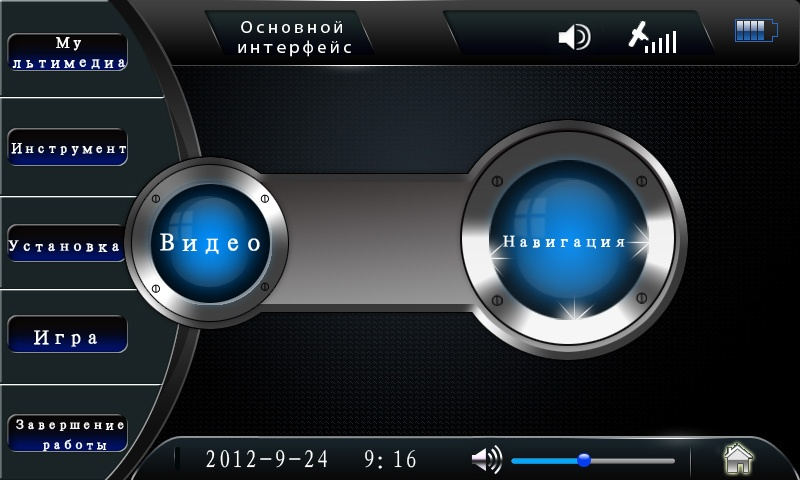 Основной
интерфейс
Му
льтимедиа
Инструмент
Установка
Игра
Завершение
работы
Видео
Навигация
2012-9-24 9:16